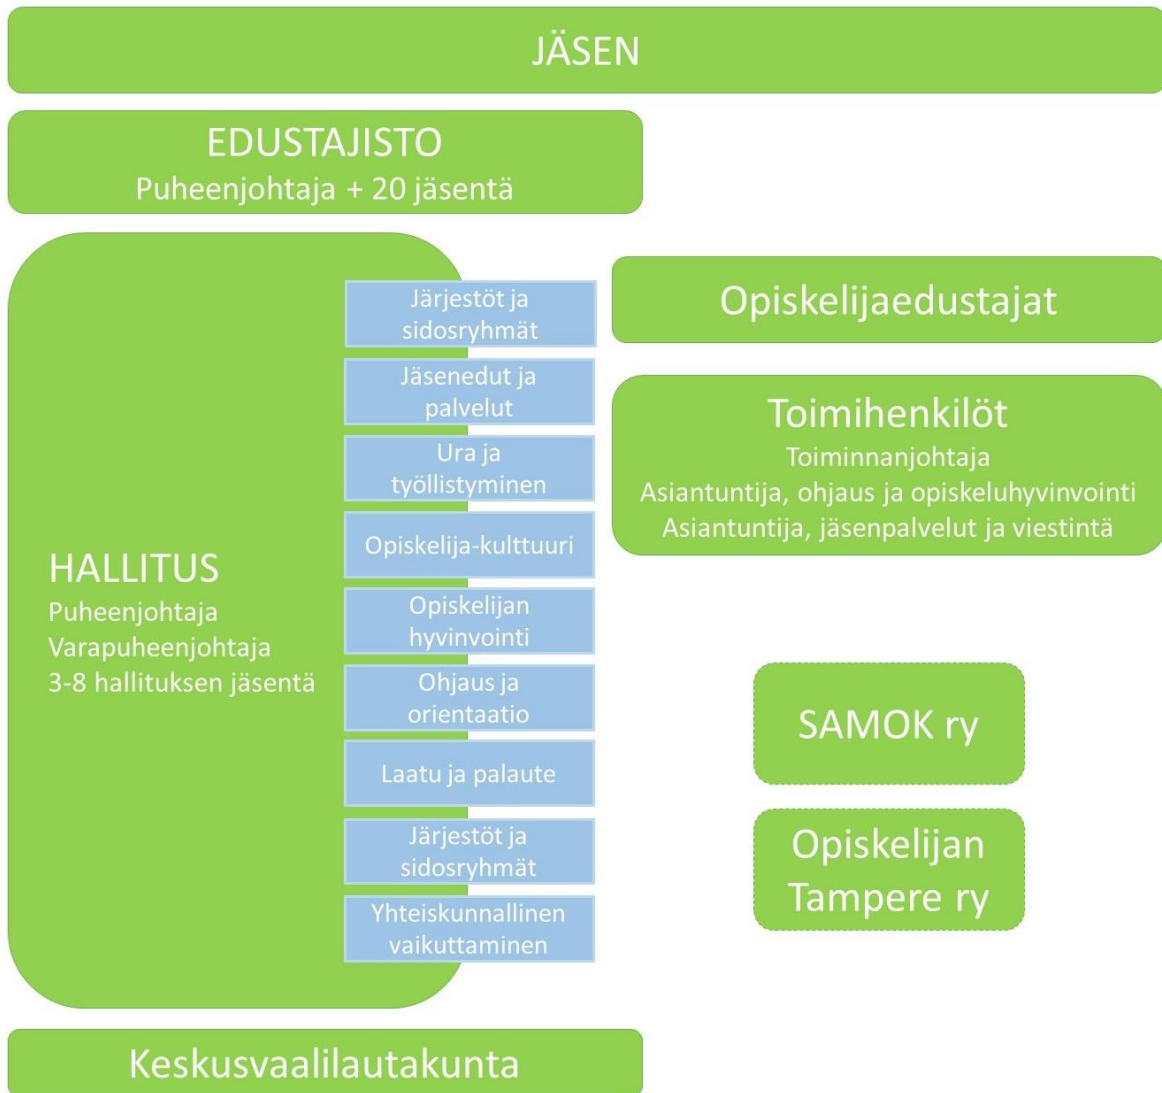 JÄSEN
EDUSTAJISTO
Puheenjohtaja + 20 jäsentä
HALLITUS
Puheenjohtaja
Varapuheenjohtaja
3-8 hallituksen jäsentä
Järjestöt ja
sidosryhmät
Jäsenedut ja
palvelut
Ura ja
työllistyminen
Opiskelija-kulttuuri
Opiskelijan
hyvinvointi
Ohjaus ja
orientaatio
Laatu ja palaute
Järjestöt ja
sidosryhmät
Yhteiskunnallinen
vaikuttaminen
Opiskelijaedustajat
Toimihenkilöt
Toiminnanjohtaja
Asiantuntija, ohjaus ja opiskeluhyvinvointi
Asiantuntija, jäsenpalvelut ja viestintä
SAMOK ry
Opiskelijan
Tampere ry
Keskusvaalilautakunta